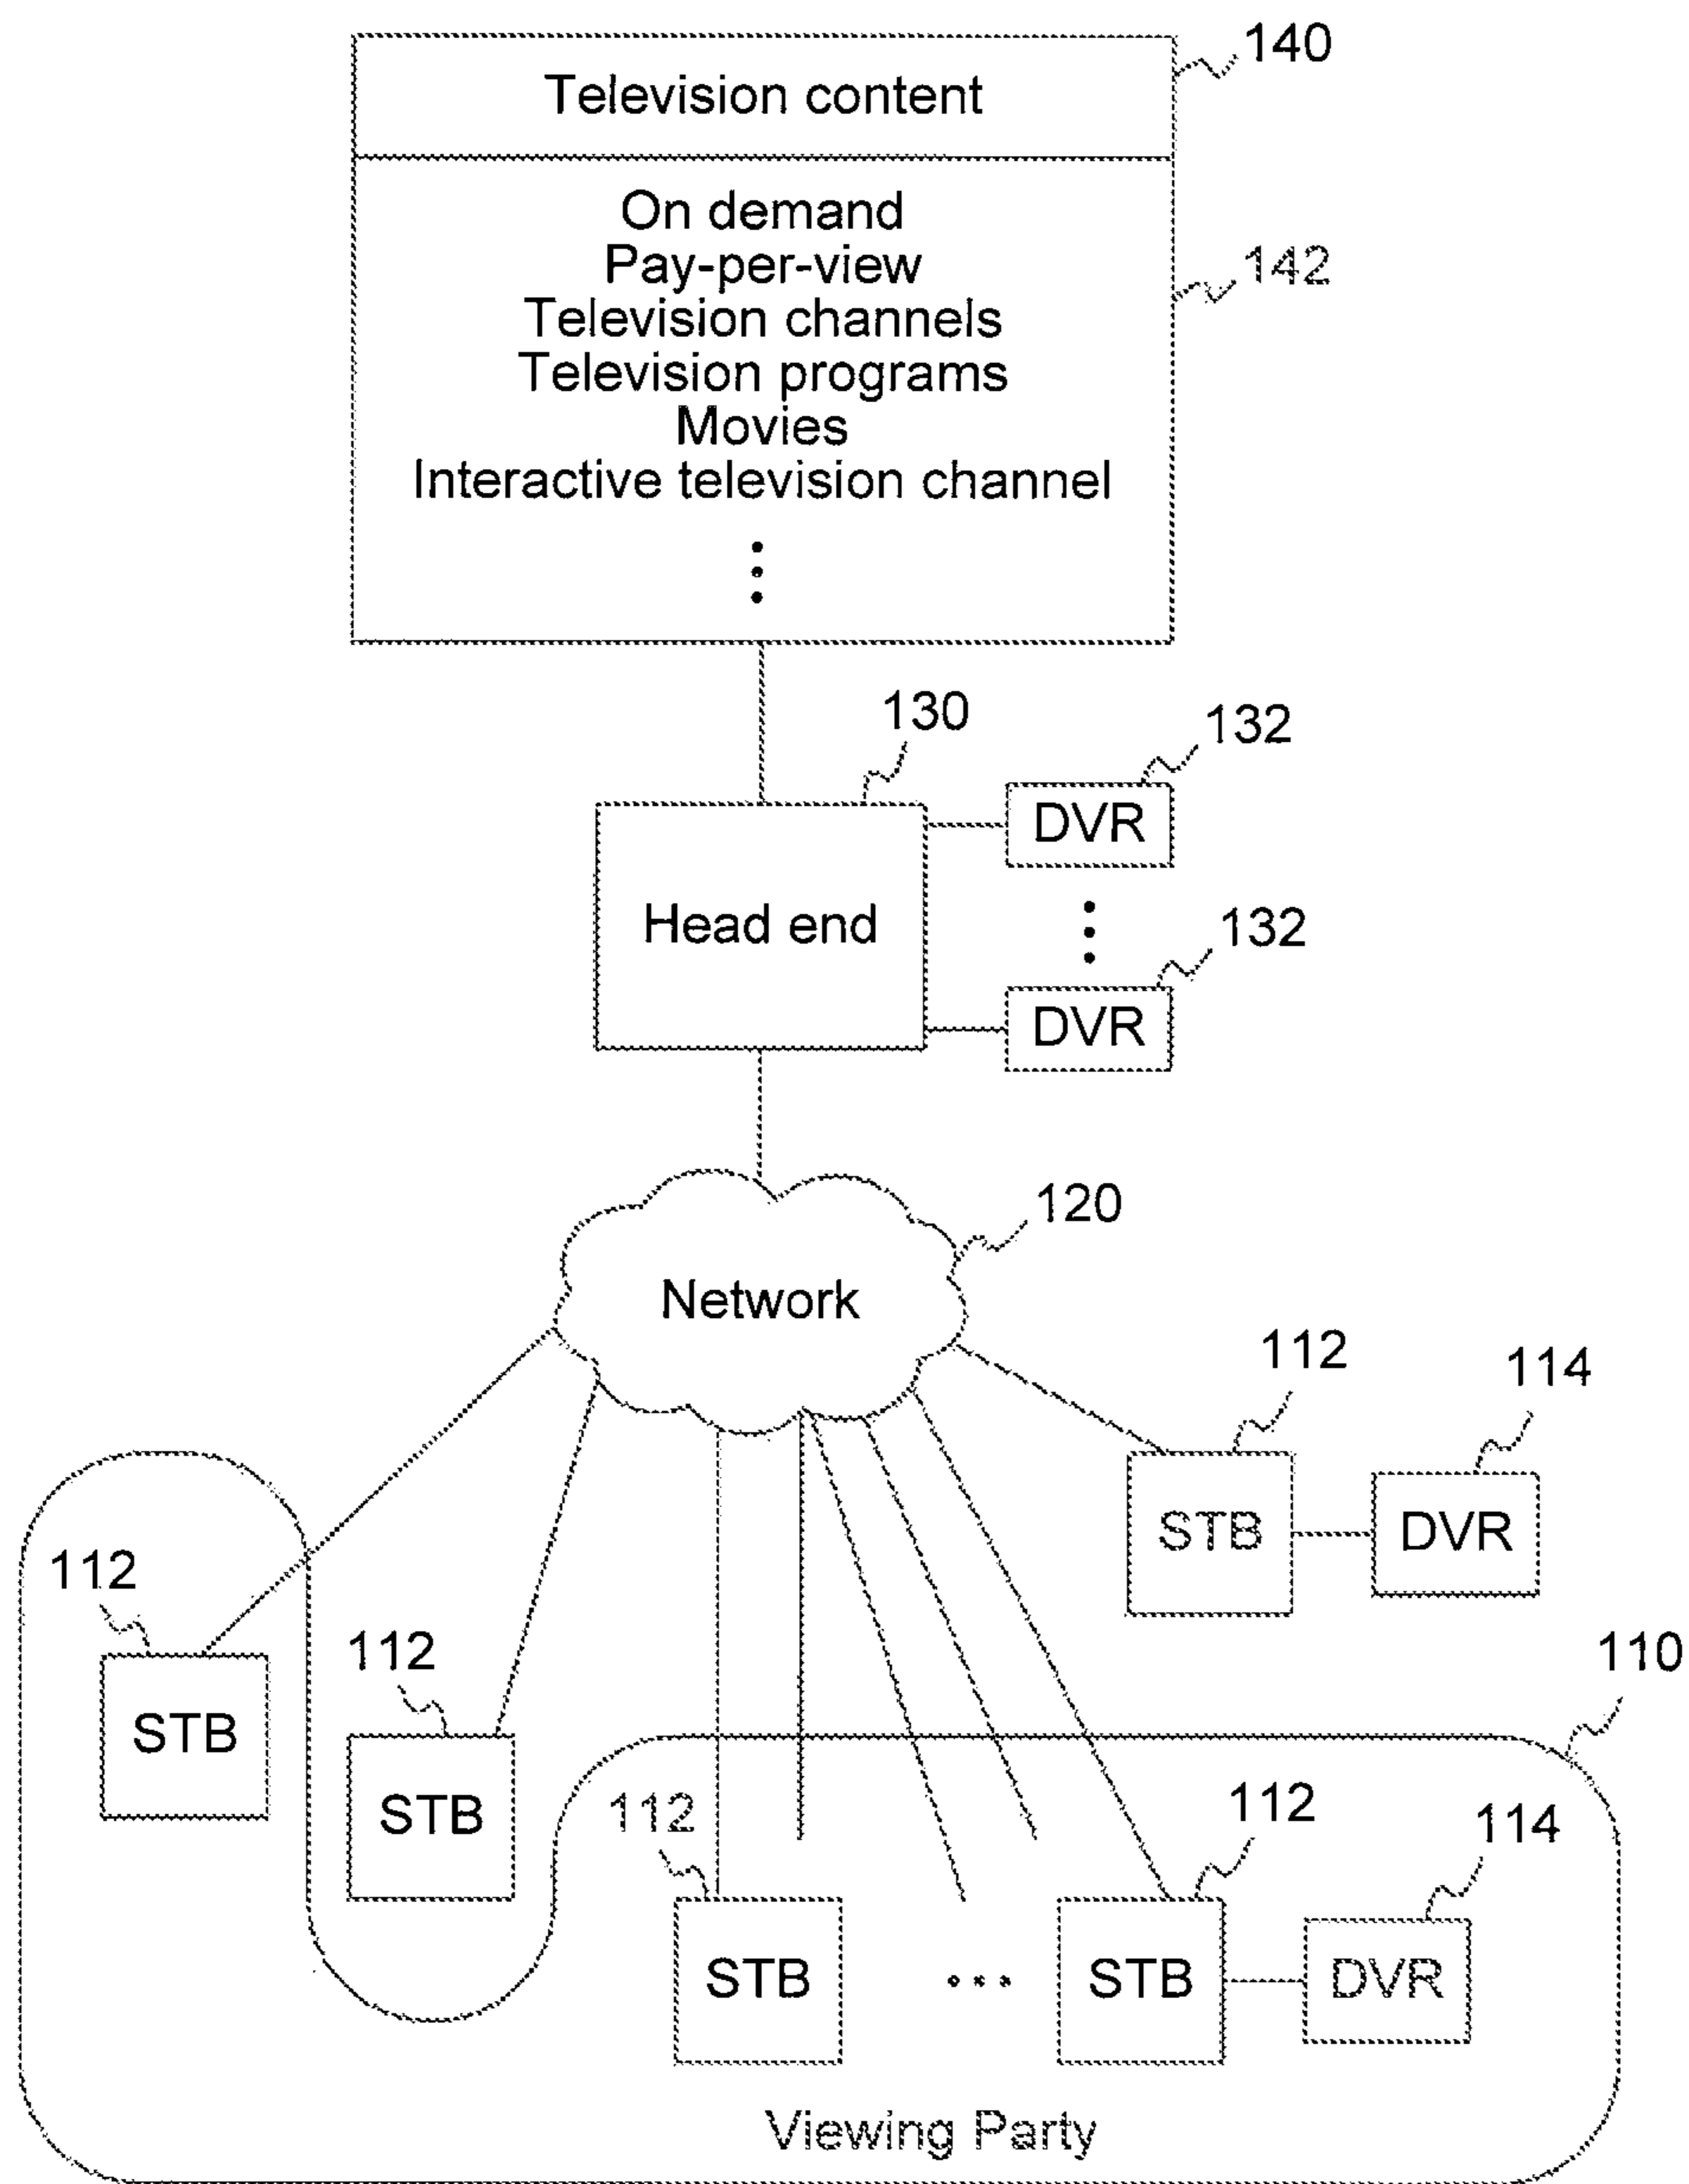 140
Television content
On demand
142
Pay-per-view
Television channels
Television programs
Movies
Interactive television channel
130
132
DVR
Head end
132
DVR
120
Network
112
114
STB
DVR
112
STB
112
STB
110
112
STB
112
114
STB
DVR
Viewing Party